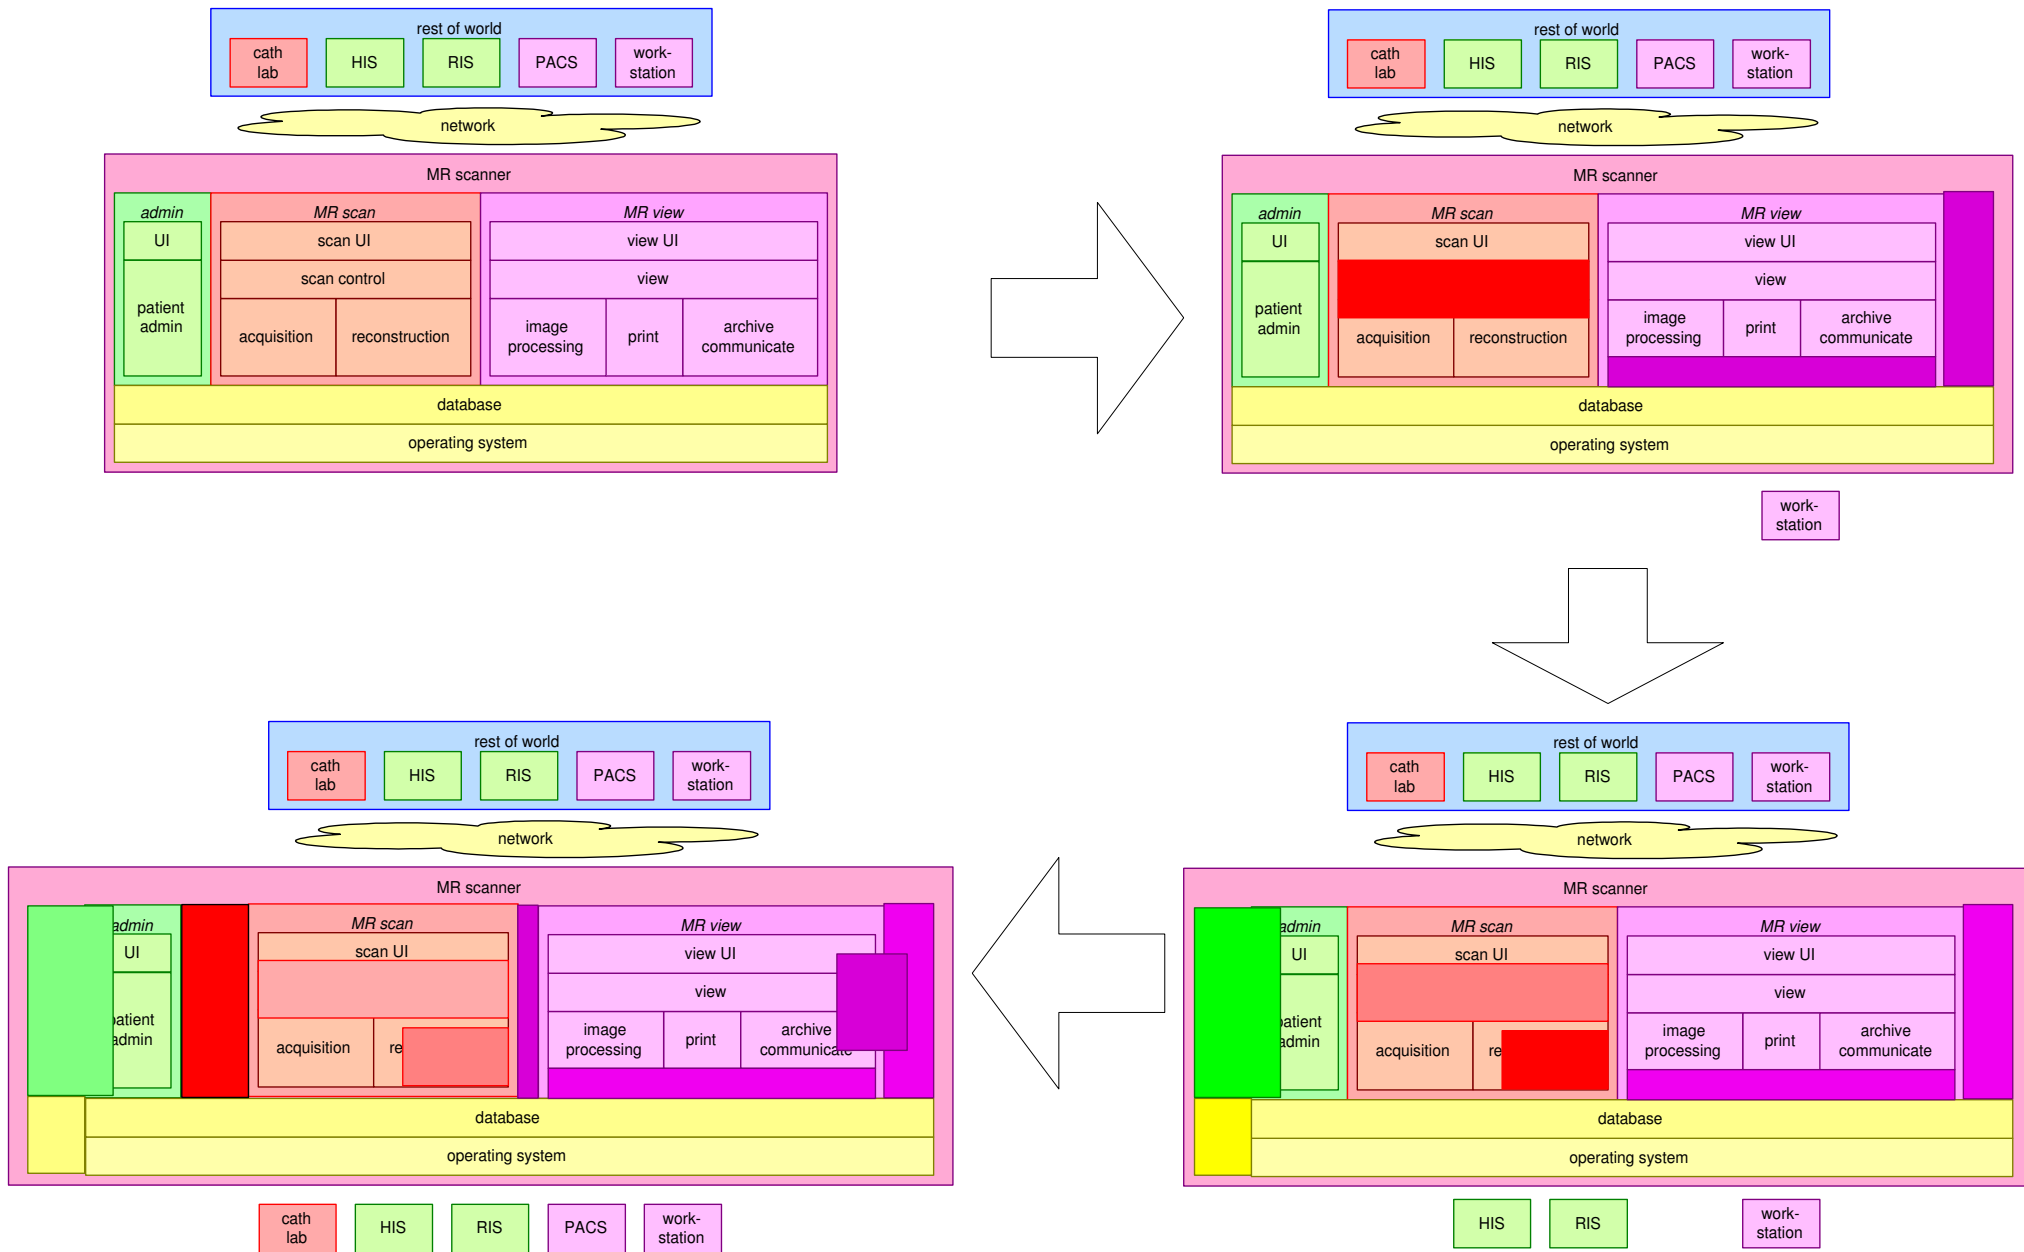 rest of world
cath
lab
HIS
RIS
PACS
work-
station
network
MR scanner
admin
MR scan
MR view
UI
scan UI
view UI
scan control
view
patient
admin
acquisition
reconstruction
image
processing
print
archive
communicate
database
operating system
rest of world
cath
lab
HIS
RIS
PACS
work-
station
network
MR scanner
admin
MR scan
MR view
UI
scan UI
view UI
view
patient
admin
acquisition
reconstruction
image
processing
print
archive
communicate
database
operating system
work-
station
rest of world
cath
lab
HIS
RIS
PACS
work-
station
network
MR scanner
admin
MR scan
MR view
UI
scan UI
view UI
view
patient
admin
acquisition
re
image
processing
print
archive
communicate
database
operating system
cath
lab
HIS
RIS
PACS
work-
station
rest of world
cath
lab
HIS
RIS
PACS
work-
station
network
MR scanner
admin
MR scan
MR view
UI
scan UI
view UI
view
patient
admin
acquisition
re
image
processing
print
archive
communicate
database
operating system
HIS
RIS
work-
station